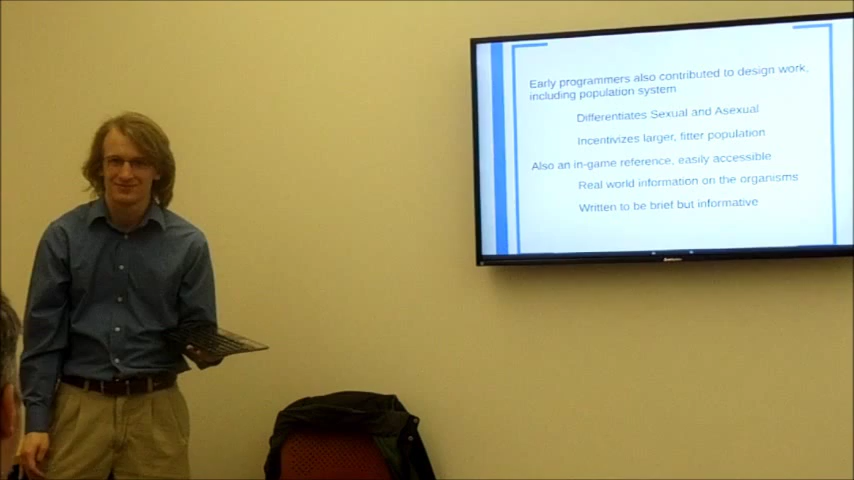 Early programmers also contributed to design work,
including population system
Differentiates Sexual and Asexual
Incentivizes larger, fitter population
Also an in-game reference, easily accessible
Real world information on the organisms
Written to be brief but informative